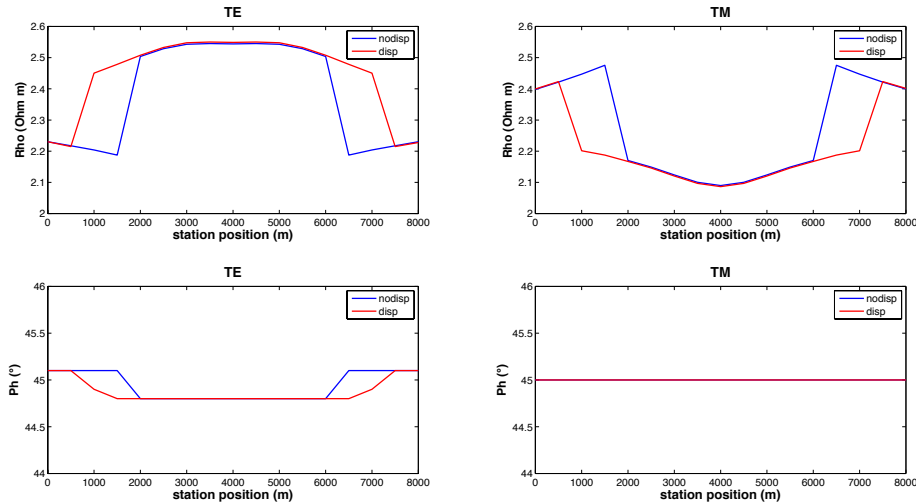 TE
Rho (Ohm m)
2.6
2.5
2.4
2.3
2.2
2.1
2
nodisp
disp
0 1000 2000 3000 4000 5000 6000 7000 8000
station position (m)
TM
Rho (Ohm m)
2.6
2.5
2.4
2.3
2.2
2.1
2
nodisp
disp
0 1000 2000 3000 4000 5000 6000 7000 8000
station position (m)
TE
Ph (°)
46
45.5
45
44.5
44
nodisp
disp
0 1000 2000 3000 4000 5000 6000 7000 8000
station position (m)
TM
Ph (°)
46
45.5
45
44.5
44
nodisp
disp
0 1000 2000 3000 4000 5000 6000 7000 8000
station position (m)